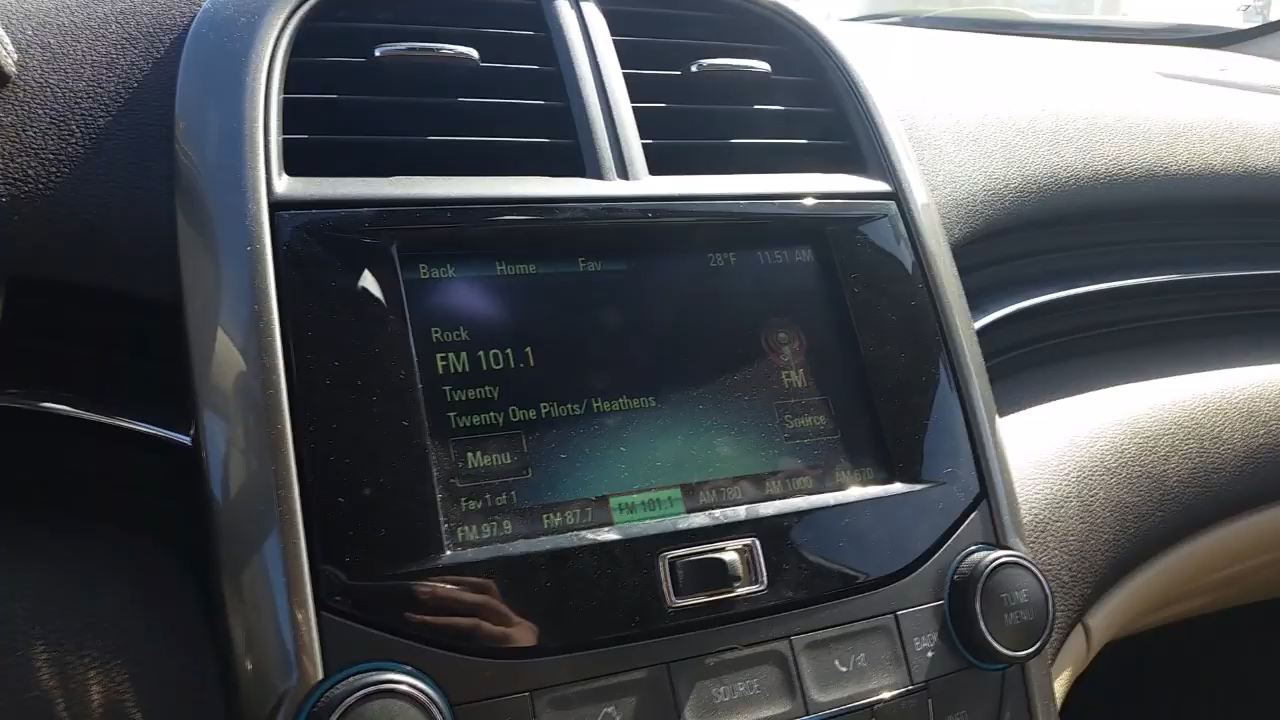 Back Home Fav 28°F 11:51 AM
Rock
FM 101.1
Twenty
Twenty One Pilots/ Heathens
FM
Source
Menu
Fav 1 of 1
FM 97.9 FM 87.7 FM 101.1 AM 780 AM 1000 AM 670
TUNE
MENU
BACK
SOURCE